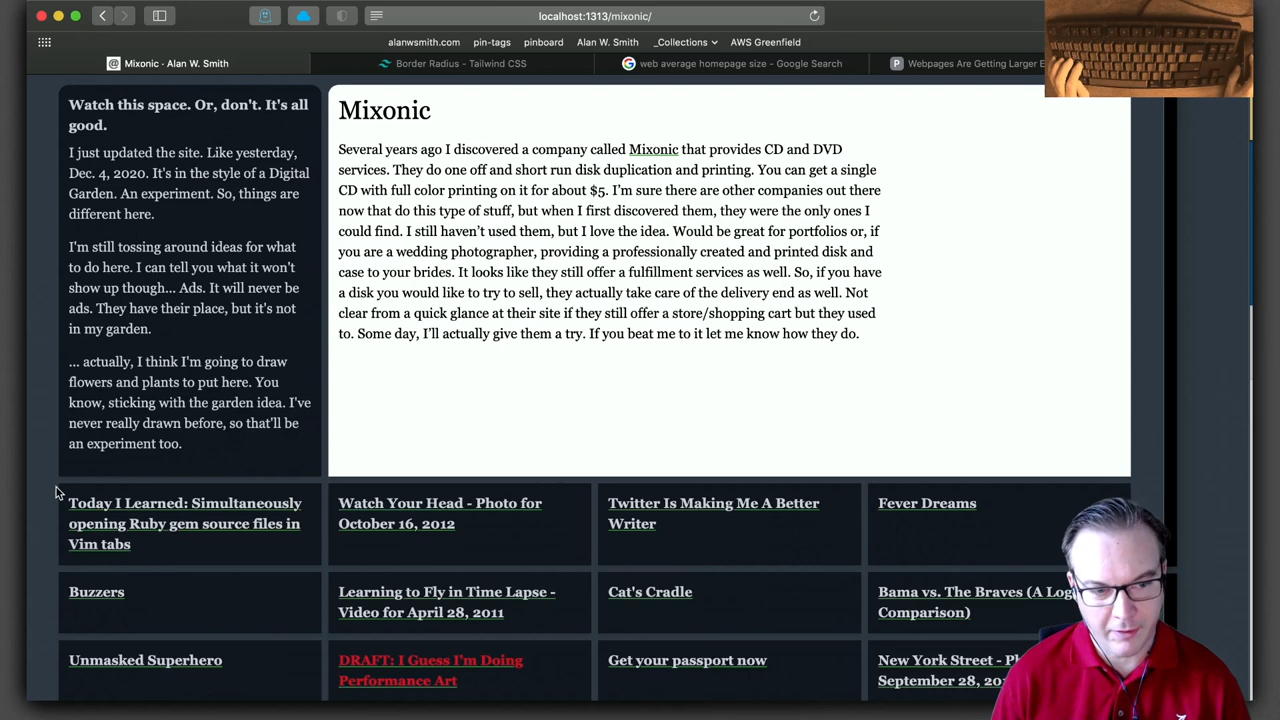 localhost:1313/mixonic/
alanwsmith.com pin-tags pinboard Alan W. Smith _Collections AWS Greenfield
Mixonic - Alan W. Smith
Border Radius - Tailwind CSS
web average homepage size - Google Search
Webpages Are Getting Larger E
Watch this space. Or, don't. It's all
good.
I just updated the site. Like yesterday,
Dec. 4, 2020. It's in the style of a Digital
Garden. An experiment. So, things are
different here.
I'm still tossing around ideas for what
to do here. I can tell you what it won't
show up though... Ads. It will never be
ads. They have their place, but it's not
in my garden.
... actually, I think I'm going to draw
flowers and plants to put here. You
know, sticking with the garden idea. I've
never really drawn before, so that'll be
an experiment too.
Mixonic
Several years ago I discovered a company called Mixonic that provides CD and DVD
services. They do one off and short run disk duplication and printing. You can get a single
CD with full color printing on it for about $5. I’m sure there are other companies out there
now that do this type of stuff, but when I first discovered them, they were the only ones I
could find. I still haven’t used them, but I love the idea. Would be great for portfolios or, if
you are a wedding photographer, providing a professionally created and printed disk and
case to your brides. It looks like they still offer a fulfillment services as well. So, if you have
a disk you would like to try to sell, they actually take care of the delivery end as well. Not
clear from a quick glance at their site if they still offer a store/shopping cart but they used
to. Some day, I’ll actually give them a try. If you beat me to it let me know how they do.
Today I Learned: Simultaneously
opening Ruby gem source files in
Vim tabs
Watch Your Head - Photo for
October 16, 2012
Twitter Is Making Me A Better
Writer
Fever Dreams
Buzzers
Learning to Fly in Time Lapse -
Video for April 28, 2011
Cat's Cradle
Bama vs. The Braves (A Log
Comparison)
Unmasked Superhero
DRAFT: I Guess I'm Doing
Performance Art
Get your passport now
New York Street - Ph
September 28, 20